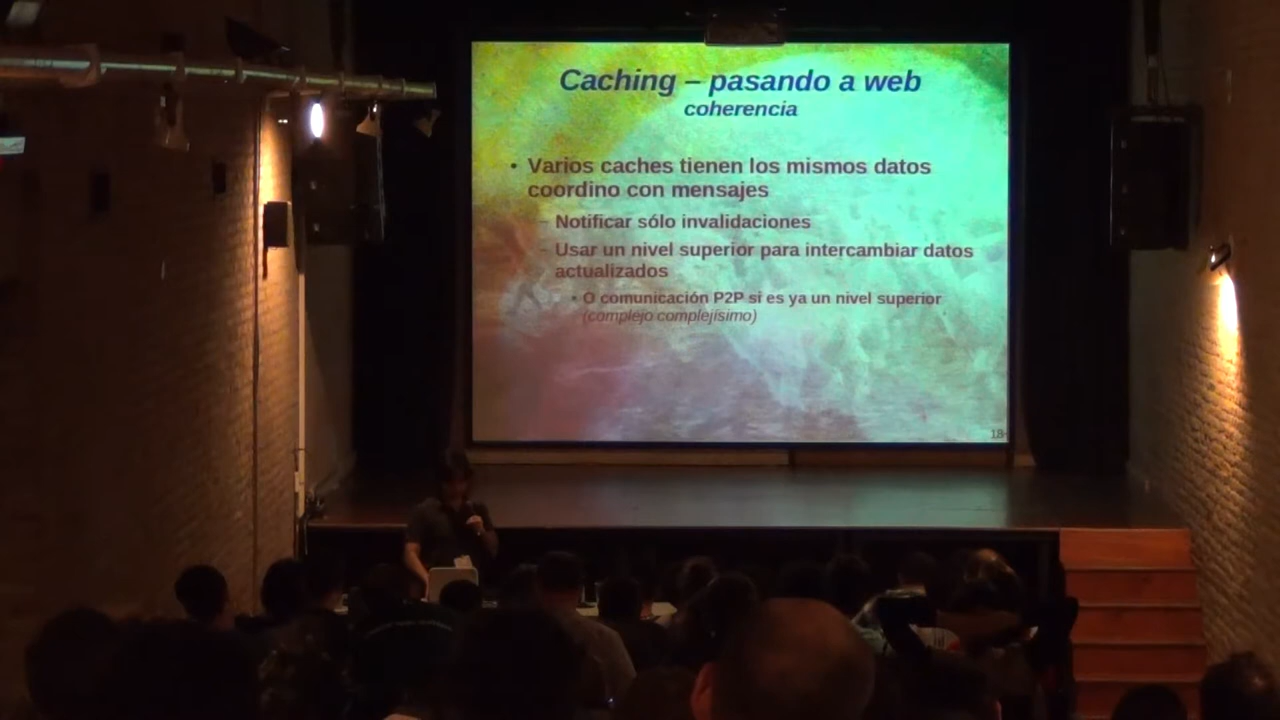 Caching – pasando a web
coherencia
• Varios caches tienen los mismos datos
coordino con mensajes
– Notificar sólo invalidaciones
– Usar un nivel superior para intercambiar datos
actualizados
• O comunicación P2P si es ya un nivel superior
(complejo complejísimo)
18